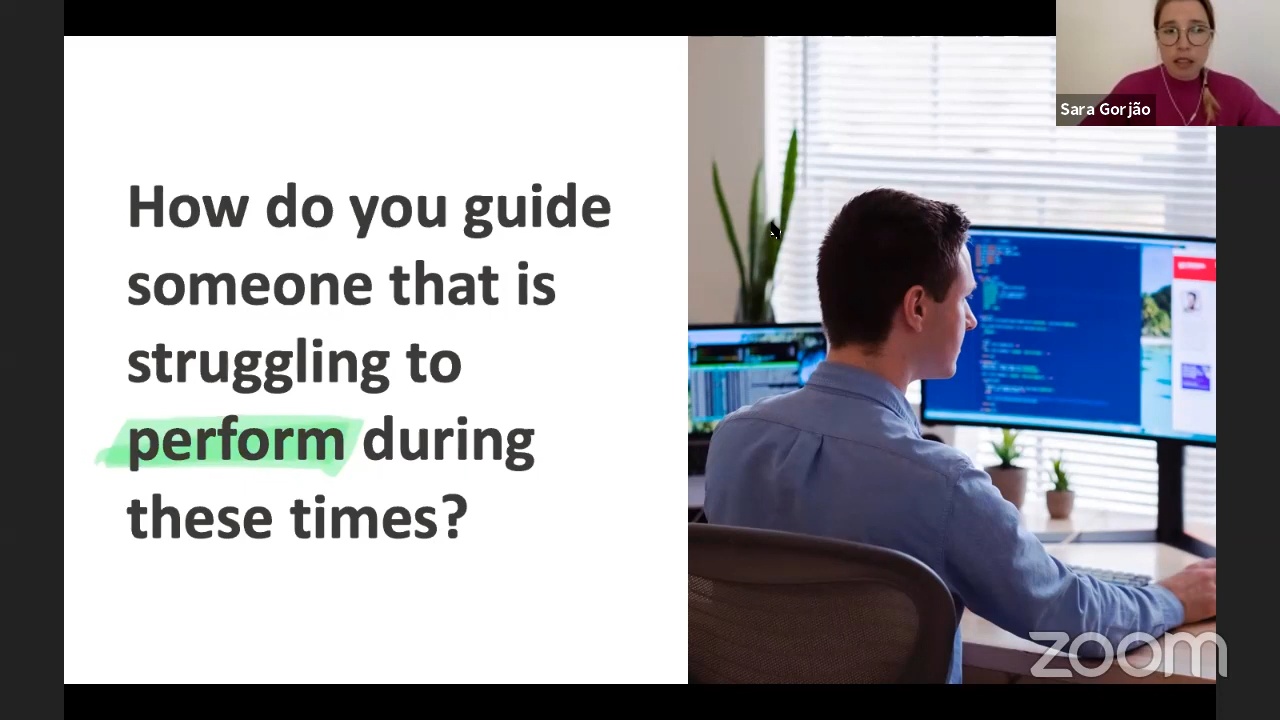 Sara Gorjão
How do you guide
someone that is
struggling to
perform during
these times?
zoom